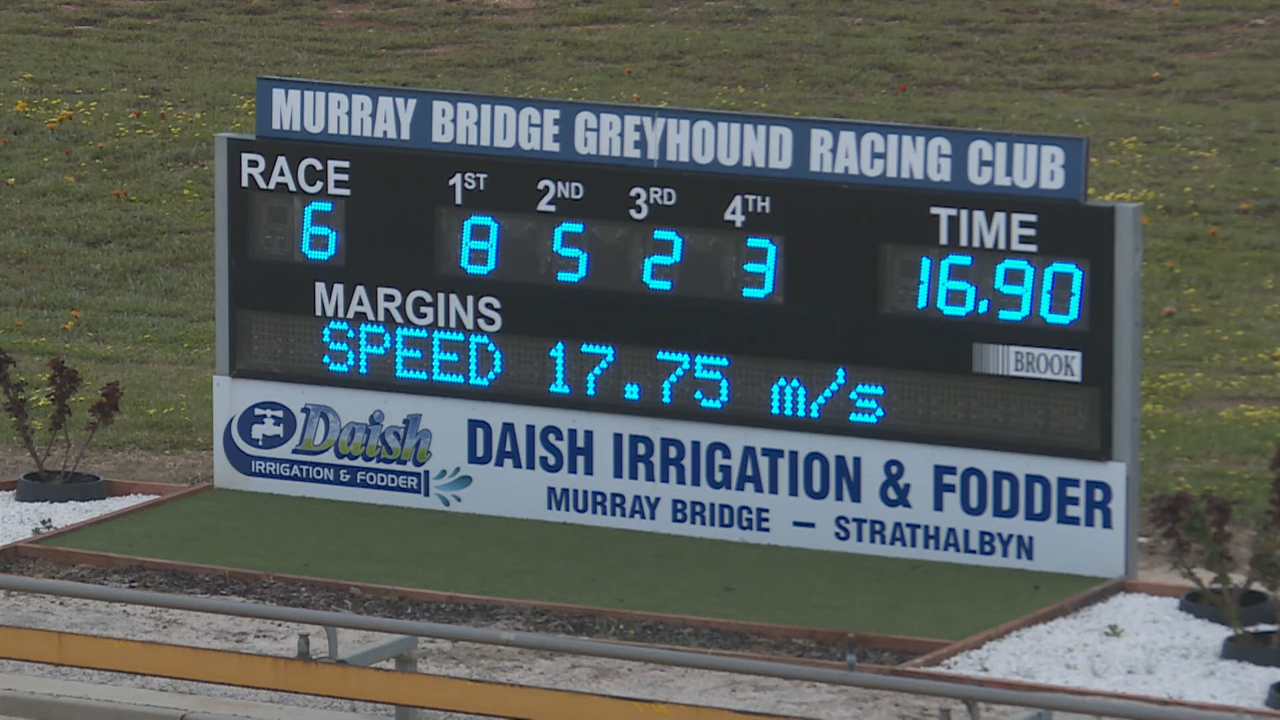 MURRAY BRIDGE GREYHOUND RACING CLUB
RACE 1ST 2ND 3RD 4TH TIME
6 8 5 2 3 16.90
MARGINS
SPEED 17.75 m/s
BROOK
Daish
IRRIGATION & FODDER
DAISH IRRIGATION & FODDER
MURRAY BRIDGE – STRATHALBYN